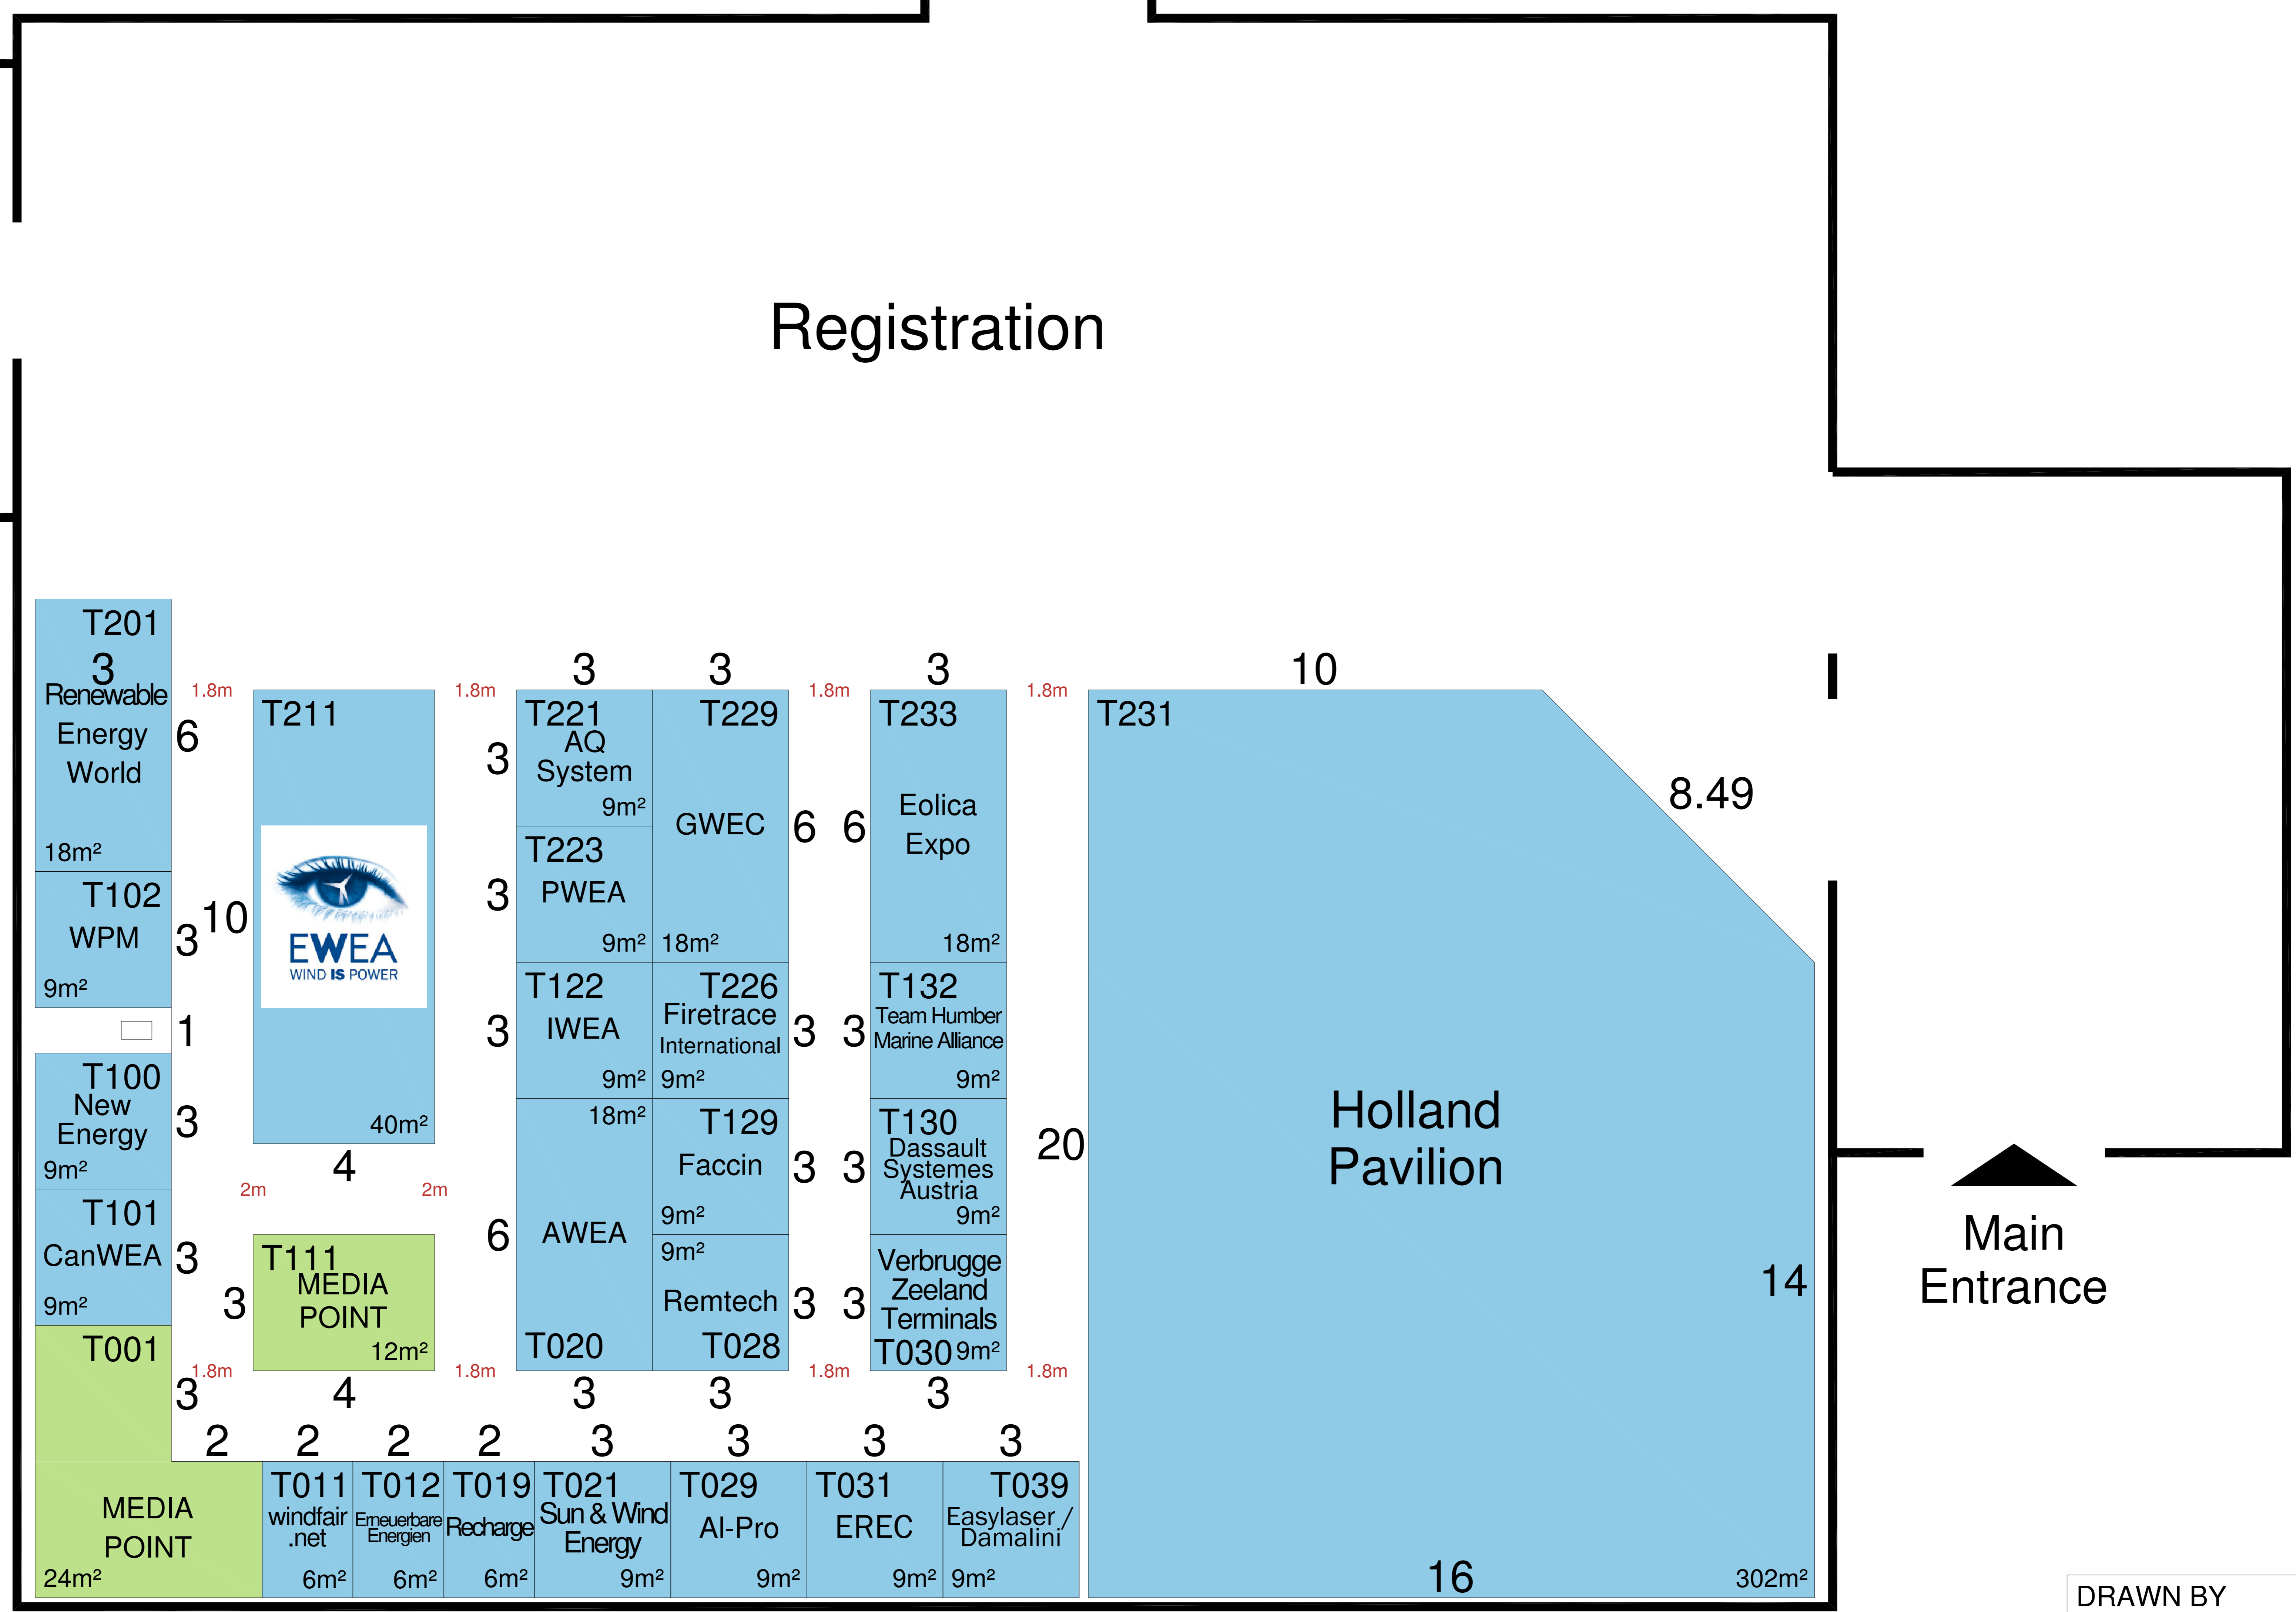 Registration
T201
3
Renewable
Energy
World
6
18m²
T102
WPM
3
9m²
1
T100
New
Energy
3
9m²
T101
CanWEA
3
9m²
T001
3
2
MEDIA
POINT
24m²
1.8m
T211
10
EWEA
WIND IS POWER
40m²
4
2m
2m
T111
MEDIA
POINT
3
12m²
4
1.8m
1.8m
1.8m
3
T221
AQ
System
3
9m²
T223
PWEA
3
9m²
T122
IWEA
3
9m²
18m²
AWEA
6
T020
3
3
T229
GWEC
6
18m²
T226
Firetrace
International
3
9m²
T129
Faccin
3
9m²
9m²
Remtech
3
T028
3
1.8m
1.8m
3
T233
Eolica
Expo
6
18m²
T132
Team Humber
Marine Alliance
3
9m²
T130
Dassault
Systemes
Austria
3
9m²
Verbrugge
Zeeland
Terminals
3
T030
9m²
3
1.8m
1.8m
10
T231
8.49
Holland
Pavilion
20
14
16
302m²
2
T011
windfair
.net
6m²
2
T012
Erneuerbare
Energien
6m²
2
T019
Recharge
6m²
3
T021
Sun & Wind
Energy
9m²
3
T029
Al-Pro
9m²
3
T031
EREC
9m²
3
T039
Easylaser /
Damalini
9m²
Main
Entrance
DRAWN BY